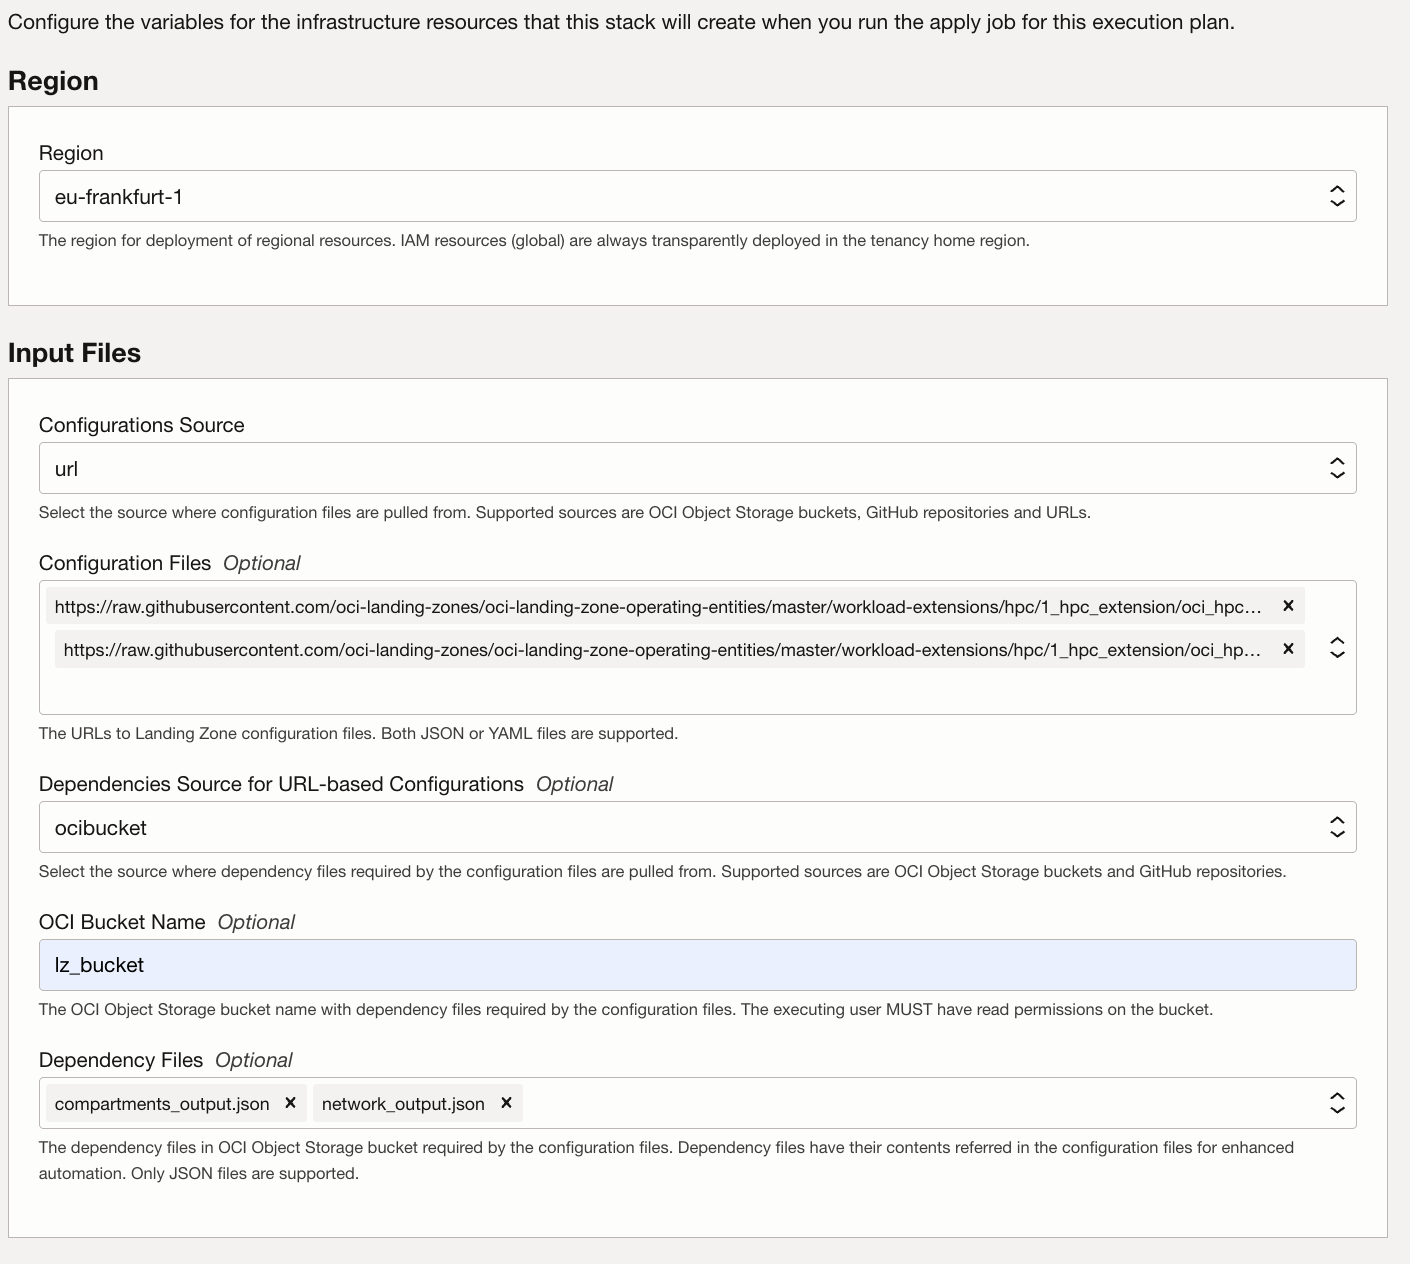 Configure the variables for the infrastructure resources that this stack will create when you run the apply job for this execution plan.
Region
Region
eu-frankfurt-1
The region for deployment of regional resources. IAM resources (global) are always transparently deployed in the tenancy home region.
Input Files
Configurations Source
url
Select the source where configuration files are pulled from. Supported sources are OCI Object Storage buckets, GitHub repositories and URLs.
Configuration Files Optional
https://raw.githubusercontent.com/oci-landing-zones/oci-landing-zone-operating-entities/master/workload-extensions/hpc/1_hpc_extension/oci_hpc...
https://raw.githubusercontent.com/oci-landing-zones/oci-landing-zone-operating-entities/master/workload-extensions/hpc/1_hpc_extension/oci_hp...
The URLs to Landing Zone configuration files. Both JSON or YAML files are supported.
Dependencies Source for URL-based Configurations Optional
ocibucket
Select the source where dependency files required by the configuration files are pulled from. Supported sources are OCI Object Storage buckets and GitHub repositories.
OCI Bucket Name Optional
lz_bucket
The OCI Object Storage bucket name with dependency files required by the configuration files. The executing user MUST have read permissions on the bucket.
Dependency Files Optional
compartments_output.json network_output.json
The dependency files in OCI Object Storage bucket required by the configuration files. Dependency files have their contents referred in the configuration files for enhanced
automation. Only JSON files are supported.